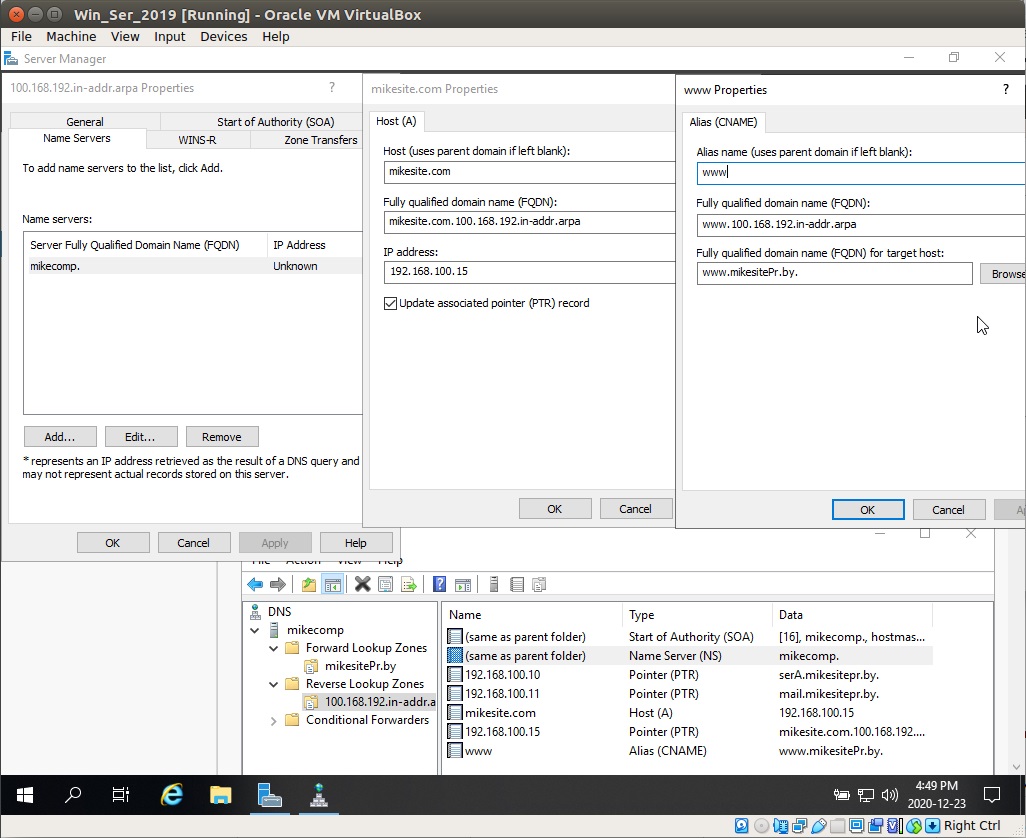 Win_Ser_2019 [Running] - Oracle VM VirtualBox
File Machine View Input Devices Help
Server Manager
100.168.192.in-addr.arpa Properties ?
General Start of Authority (SOA)
Name Servers WINS-R Zone Transfers
To add name servers to the list, click Add.
Name servers:
Server Fully Qualified Domain Name (FQDN) IP Address
mikecomp. Unknown
Add... Edit... Remove
* represents an IP address retrieved as the result of a DNS query and
may not represent actual records stored on this server.
OK Cancel Apply Help
mikesite.com Properties
Host (A)
Host (uses parent domain if left blank):
mikesite.com
Fully qualified domain name (FQDN):
mikesite.com.100.168.192.in-addr.arpa
IP address:
192.168.100.15
Update associated pointer (PTR) record
OK Cancel
www Properties ?
Alias (CNAME)
Alias name (uses parent domain if left blank):
www
Fully qualified domain name (FQDN):
www.100.168.192.in-addr.arpa
Fully qualified domain name (FQDN) for target host:
www.mikesitePr.by. Browse
OK Cancel Ap
File Action View Help
DNS
mikecomp
Forward Lookup Zones
mikesitePr.by
Reverse Lookup Zones
100.168.192.in-addr.a
Conditional Forwarders
Name Type Data
(same as parent folder) Start of Authority (SOA) [16], mikecomp., hostmas...
(same as parent folder) Name Server (NS) mikecomp.
192.168.100.10 Pointer (PTR) serA.mikesitepr.by.
192.168.100.11 Pointer (PTR) mail.mikesitepr.by.
mikesite.com Host (A) 192.168.100.15
192.168.100.15 Pointer (PTR) mikesite.com.100.168.192....
www Alias (CNAME) www.mikesitePr.by.
4:49 PM
2020-12-23
Right Ctrl